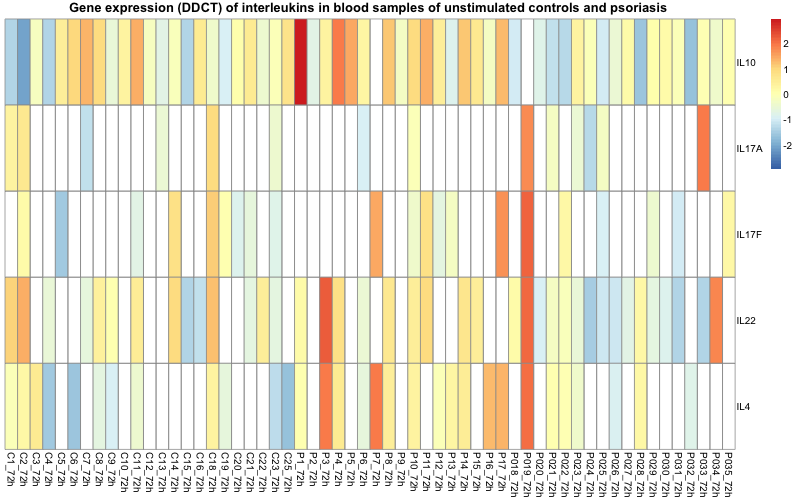 Gene expression (DDCT) of interleukins in blood samples of unstimulated controls and psoriasis
IL10
IL17A
IL17F
IL22
IL4
2
1
0
-1
-2
C1_72h
C2_72h
C3_72h
C4_72h
C5_72h
C6_72h
C7_72h
C8_72h
C9_72h
C10_72h
C11_72h
C12_72h
C13_72h
C14_72h
C15_72h
C16_72h
C18_72h
C19_72h
C20_72h
C21_72h
C22_72h
C23_72h
C25_72h
P1_72h
P2_72h
P3_72h
P4_72h
P5_72h
P6_72h
P7_72h
P8_72h
P9_72h
P10_72h
P11_72h
P12_72h
P13_72h
P14_72h
P15_72h
P16_72h
P17_72h
P018_72h
P019_72h
P020_72h
P021_72h
P022_72h
P023_72h
P024_72h
P025_72h
P026_72h
P027_72h
P028_72h
P029_72h
P030_72h
P031_72h
P032_72h
P033_72h
P034_72h
P035_72h